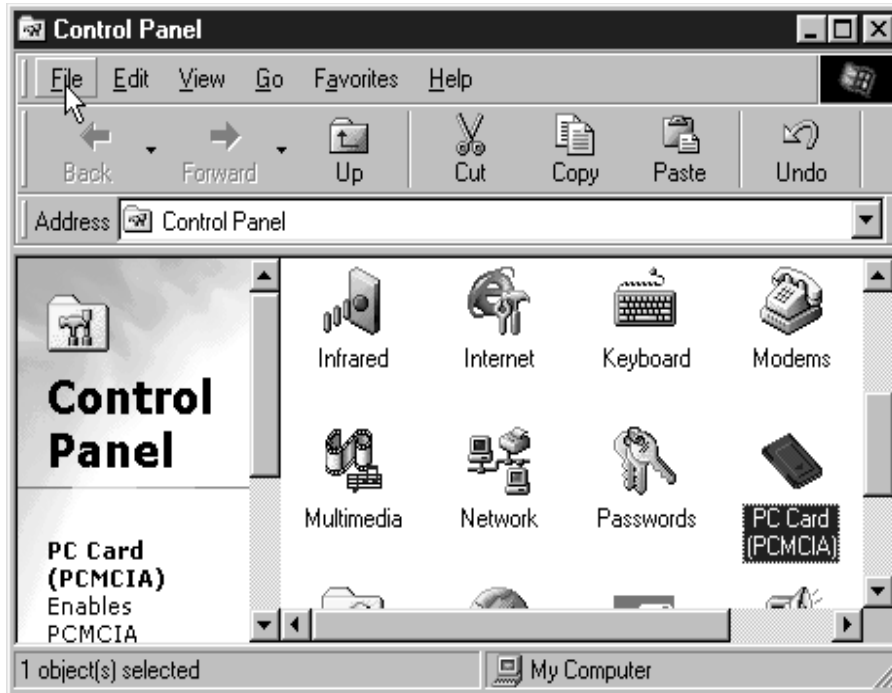 Control Panel
File Edit View Go Favorites Help
Back Forward Up Cut Copy Paste Undo
Address Control Panel
Infrared Internet Keyboard Modems
Control
Panel
Multimedia Network Passwords PC Card
(PCMCIA)
PC Card
(PCMCIA)
Enables
PCMCIA
1 object(s) selected My Computer